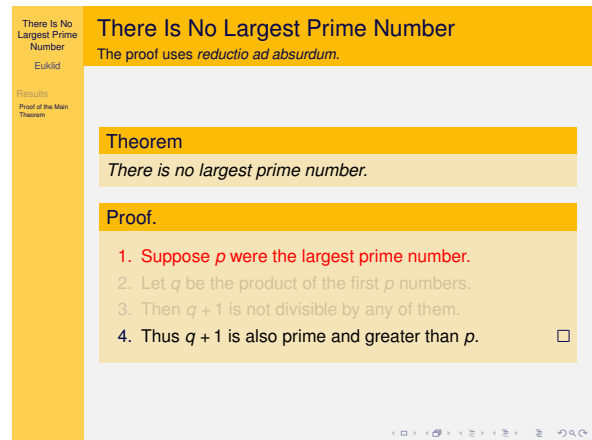 There Is No
Largest Prime
Number
Euklid
Results
Proof of the Main
Theorem
There Is No Largest Prime Number
The proof uses reductio ad absurdum.
Theorem
There is no largest prime number.
Proof.
1. Suppose p were the largest prime number.
2. Let q be the product of the first p numbers.
3. Then q + 1 is not divisible by any of them.
4. Thus q + 1 is also prime and greater than p. □